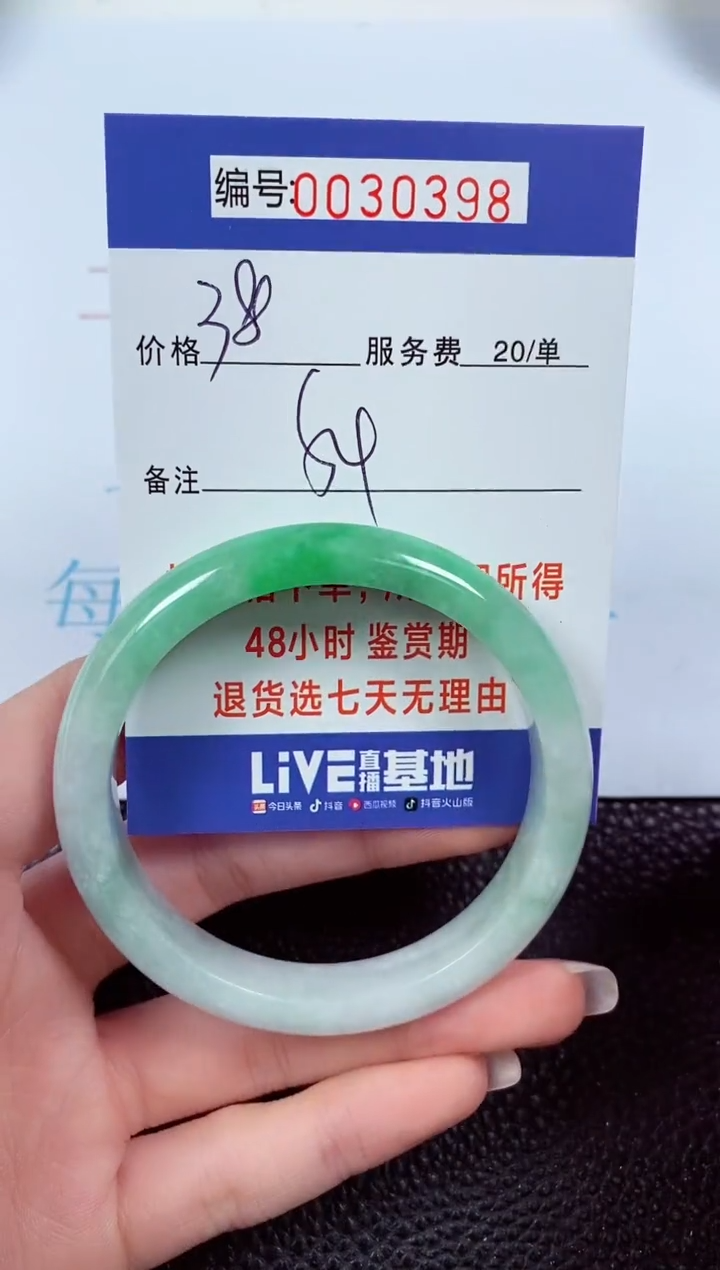 编号:0030398
价格 38 服务费 20/单
备注 64
所得
48小时 鉴赏期
退货选七天无理由
LiVE直播基地
今日头条 抖音 西瓜视频 抖音火山版
每